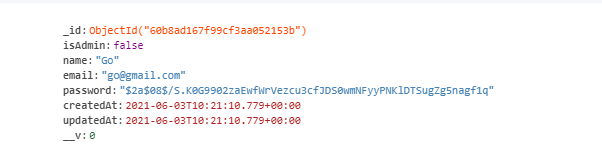 _id: ObjectId("60b8ad167f99cf3aa052153b")
isAdmin: false
name: "Go"
email: "go@gmail.com"
password: "$2a$08$/S.K0G9902zaEwfWrVezcu3cfJDS0wmNFyyPNKlDTSugZg5nagf1q"
createdAt: 2021-06-03T10:21:10.779+00:00
updatedAt: 2021-06-03T10:21:10.779+00:00
__v: 0